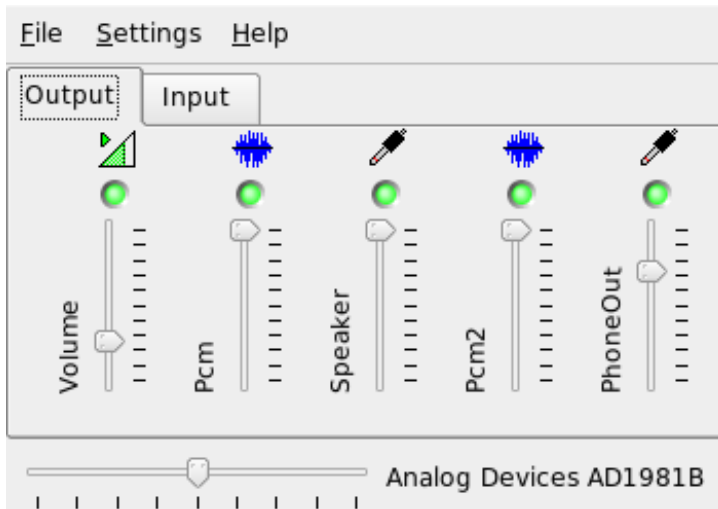 File Settings Help
Output Input
Volume
Pcm
Speaker
Pcm2
PhoneOut
Analog Devices AD1981B